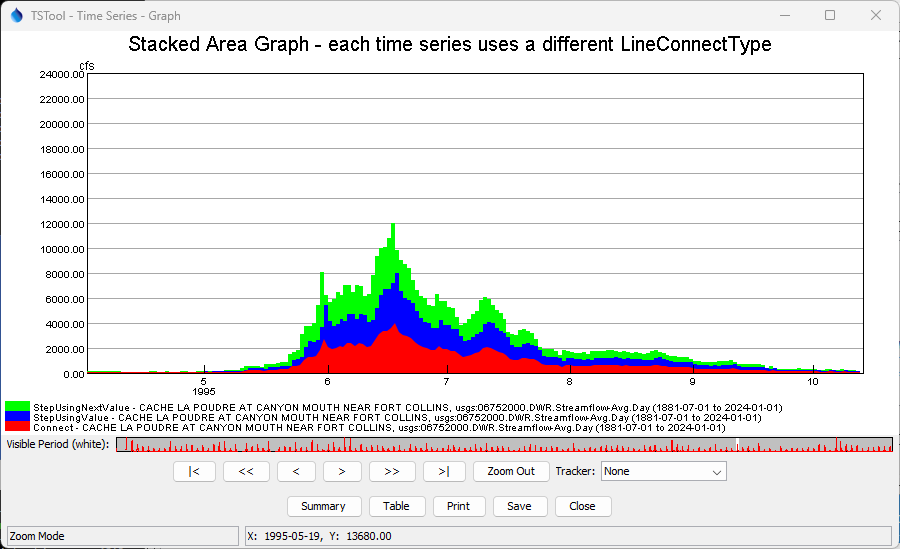 TSTool - Time Series - Graph
Stacked Area Graph - each time series uses a different LineConnectType
cfs
24000.00
22000.00
20000.00
18000.00
16000.00
14000.00
12000.00
10000.00
8000.00
6000.00
4000.00
2000.00
0.00
5 6 7 8 9 10
1995
StepUsingNextValue - CACHE LA POUDRE AT CANYON MOUTH NEAR FORT COLLINS, usgs:06752000.DWR.Streamflow-Avg.Day (1881-07-01 to 2024-01-01)
StepUsingValue - CACHE LA POUDRE AT CANYON MOUTH NEAR FORT COLLINS, usgs:06752000.DWR.Streamflow-Avg.Day (1881-07-01 to 2024-01-01)
Connect - CACHE LA POUDRE AT CANYON MOUTH NEAR FORT COLLINS, usgs:06752000.DWR.Streamflow-Avg.Day (1881-07-01 to 2024-01-01)
Visible Period (white):
|< << < > >> >| Zoom Out Tracker: None
Summary Table Print Save Close
Zoom Mode X: 1995-05-19, Y: 13680.00